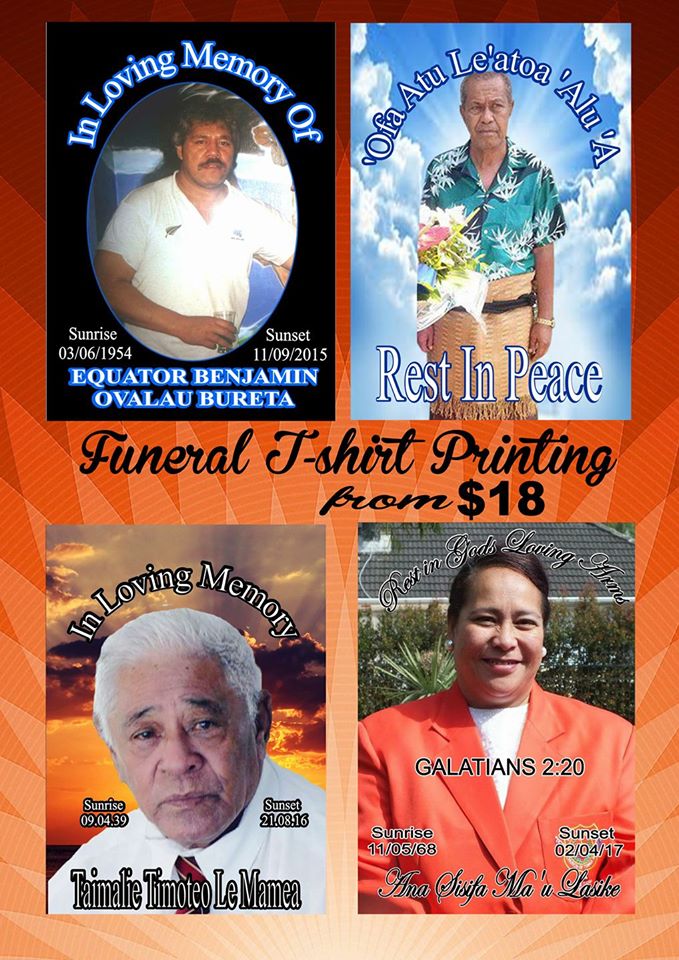 In Loving Memory Of
Sunrise
03/06/1954
Sunset
11/09/2015
EQUATOR BENJAMIN
OVALAU BURETA
'Ofa Atu Le'atoa 'Alu 'A
Rest In Peace
Funeral T-shirt Printing
from $18
In Loving Memory
Sunrise
09.04.39
Sunset
21.08.16
Taimalie Timoteo Le Mamea
Rest in Gods Loving Arms
GALATIANS 2:20
Sunrise
11/05/68
Sunset
02/04/17
Ana Sisifa Ma'u Lasike